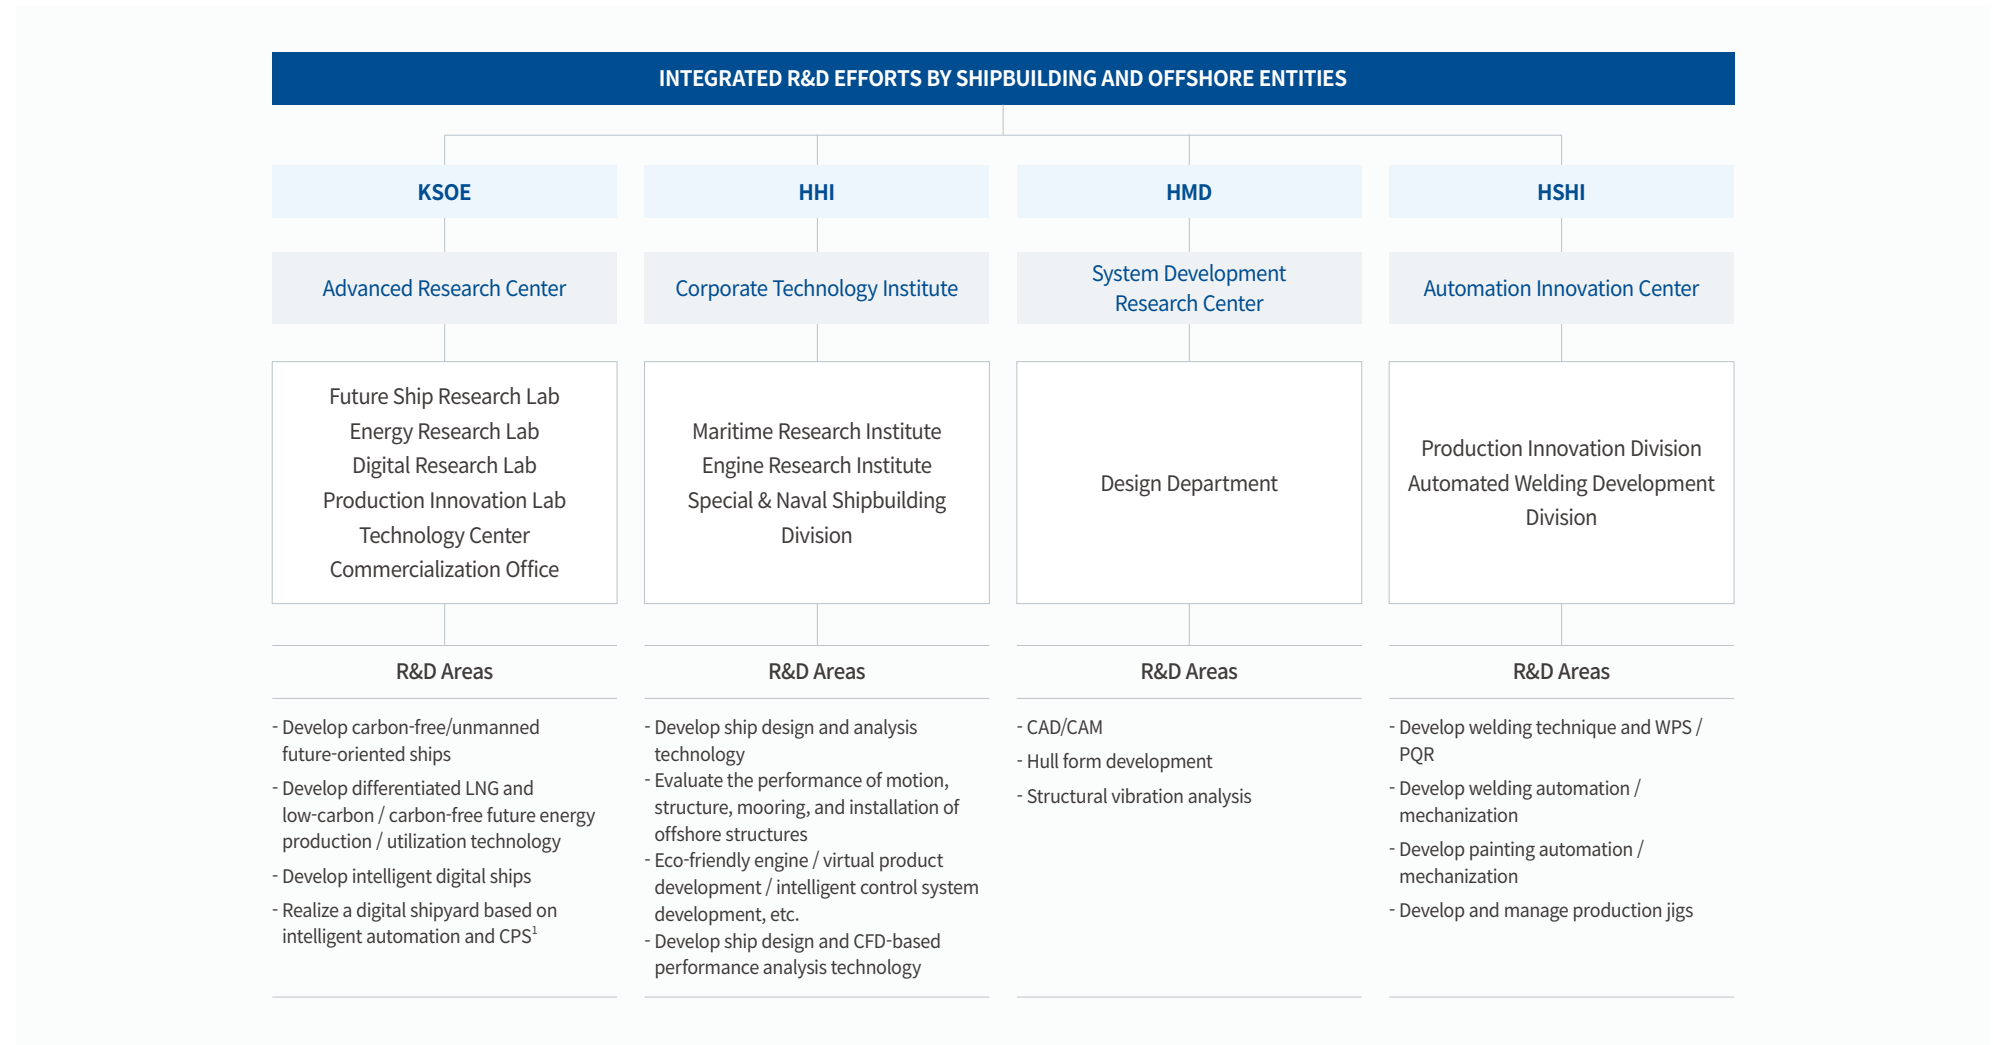 INTEGRATED R&D EFFORTS BY SHIPBUILDING AND OFFSHORE ENTITIES
KSOE
Advanced Research Center
Future Ship Research Lab
Energy Research Lab
Digital Research Lab
Production Innovation Lab
Technology Center
Commercialization Office
R&D Areas
- Develop carbon-free/unmanned
future-oriented ships
- Develop differentiated LNG and
low-carbon / carbon-free future energy
production / utilization technology
- Develop intelligent digital ships
- Realize a digital shipyard based on
intelligent automation and CPS1
HHI
Corporate Technology Institute
Maritime Research Institute
Engine Research Institute
Special & Naval Shipbuilding
Division
R&D Areas
- Develop ship design and analysis
technology
- Evaluate the performance of motion,
structure, mooring, and installation of
offshore structures
- Eco-friendly engine / virtual product
development / intelligent control system
development, etc.
- Develop ship design and CFD-based
performance analysis technology
HMD
System Development
Research Center
Design Department
R&D Areas
- CAD/CAM
- Hull form development
- Structural vibration analysis
HSHI
Automation Innovation Center
Production Innovation Division
Automated Welding Development
Division
R&D Areas
- Develop welding technique and WPS /
PQR
- Develop welding automation /
mechanization
- Develop painting automation /
mechanization
- Develop and manage production jigs